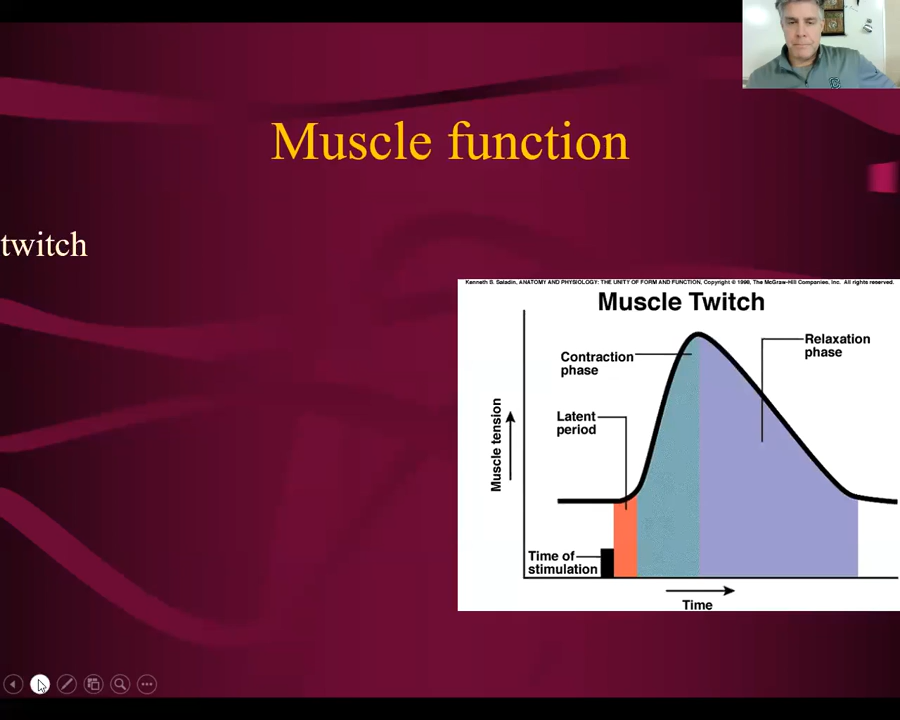 Muscle function
twitch
Kenneth S. Saladin, ANATOMY AND PHYSIOLOGY: THE UNITY OF FORM AND FUNCTION, Copyright © 1998, The McGraw-Hill Companies, Inc. All rights reserved.
Muscle Twitch
Relaxation
phase
Contraction
phase
Latent
period
Muscle tension
Time of
stimulation
Time